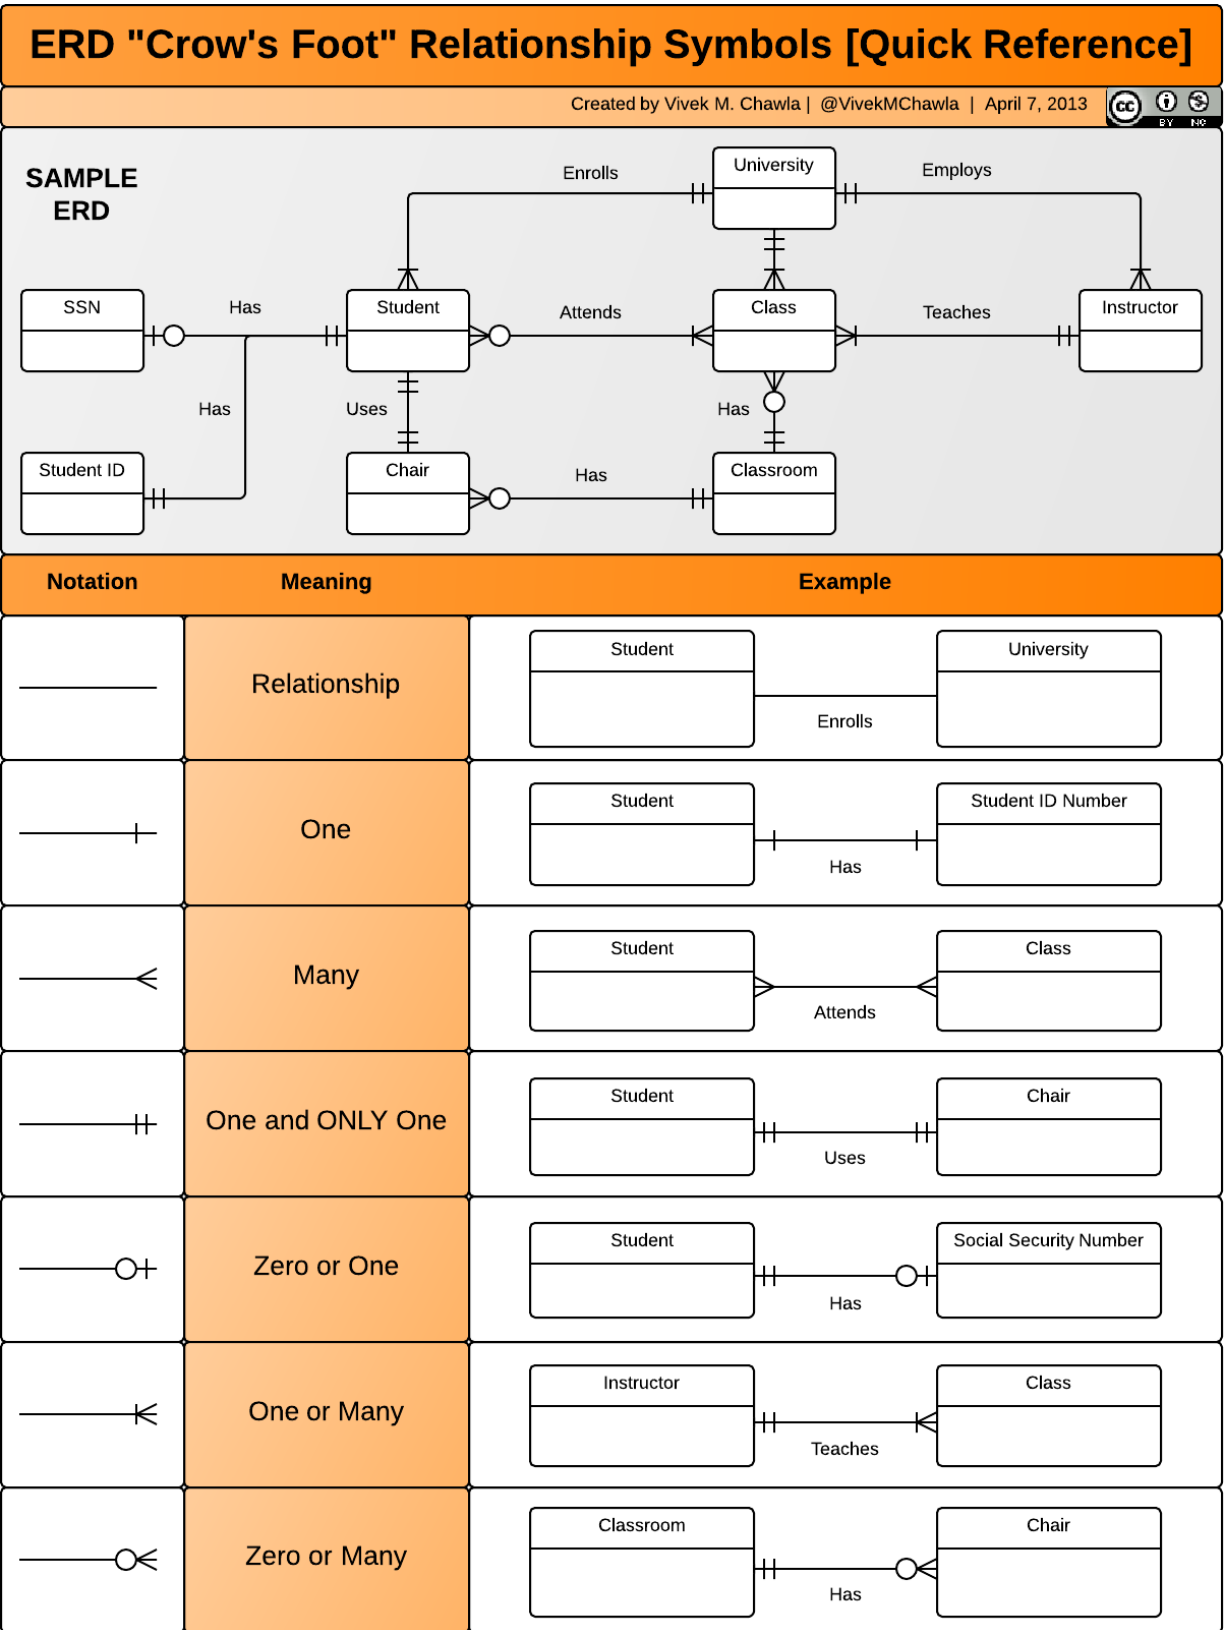 ERD "Crow's Foot" Relationship Symbols [Quick Reference]
Created by Vivek M. Chawla | @VivekMChawla | April 7, 2013
cc
BY NC
SAMPLE
ERD
Enrolls
University
Employs
SSN
Has
Student
Attends
Class
Teaches
Instructor
Has
Uses
Has
Student ID
Chair
Has
Classroom
Notation Meaning Example
Relationship
Student
University
Enrolls
One
Student
Student ID Number
Has
Many
Student
Class
Attends
One and ONLY One
Student
Chair
Uses
Zero or One
Student
Social Security Number
Has
One or Many
Instructor
Class
Teaches
Zero or Many
Classroom
Chair
Has